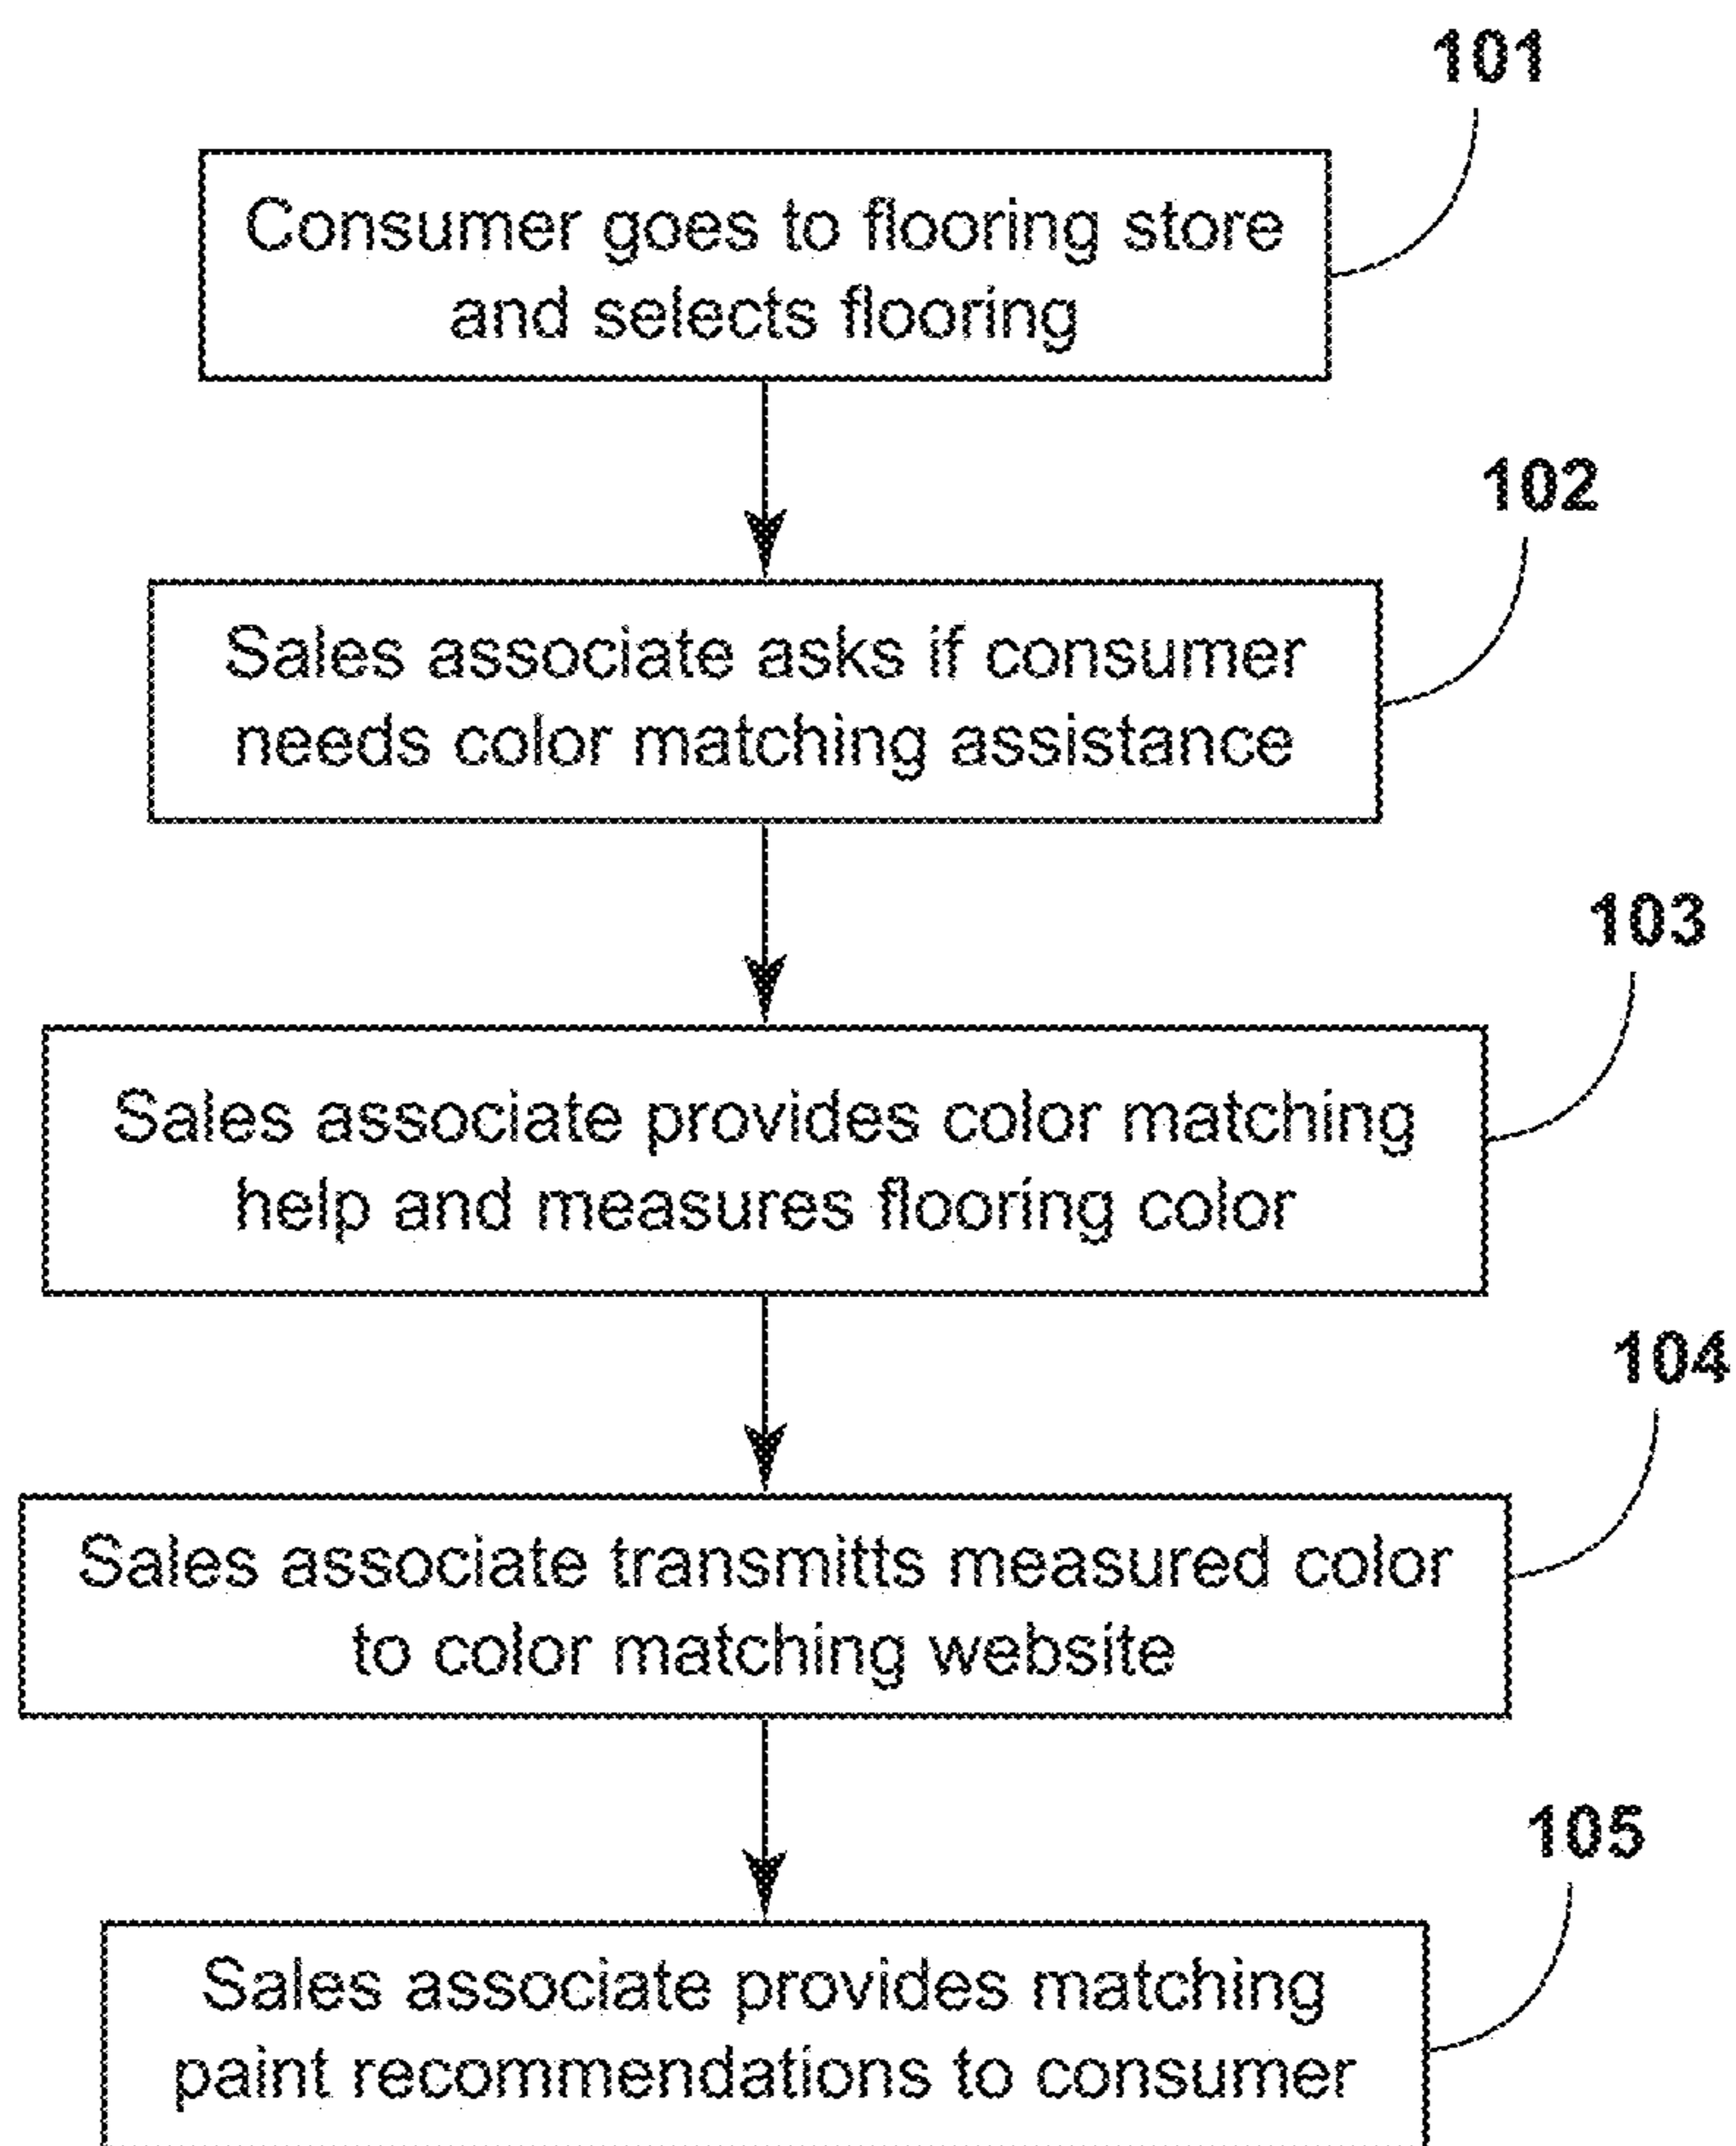 101
Consumer goes to flooring store
and selects flooring
102
Sales associate asks if consumer
needs color matching assistance
103
Sales associate provides color matching
help and measures flooring color
104
Sales associate transmitts measured color
to color matching website
105
Sales associate provides matching
paint recommendations to consumer